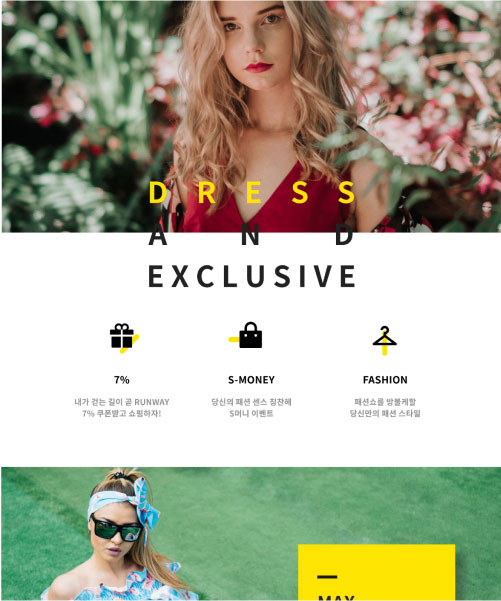 DRESS
AND
EXCLUSIVE
7%
내가 걷는 길이 곧 RUNWAY
7% 쿠폰받고 쇼핑하자!
S-MONEY
당신의 패션 센스 칭찬해
S머니 이벤트
FASHION
패션쇼를 방불케할
당신만의 패션 스타일
MAY